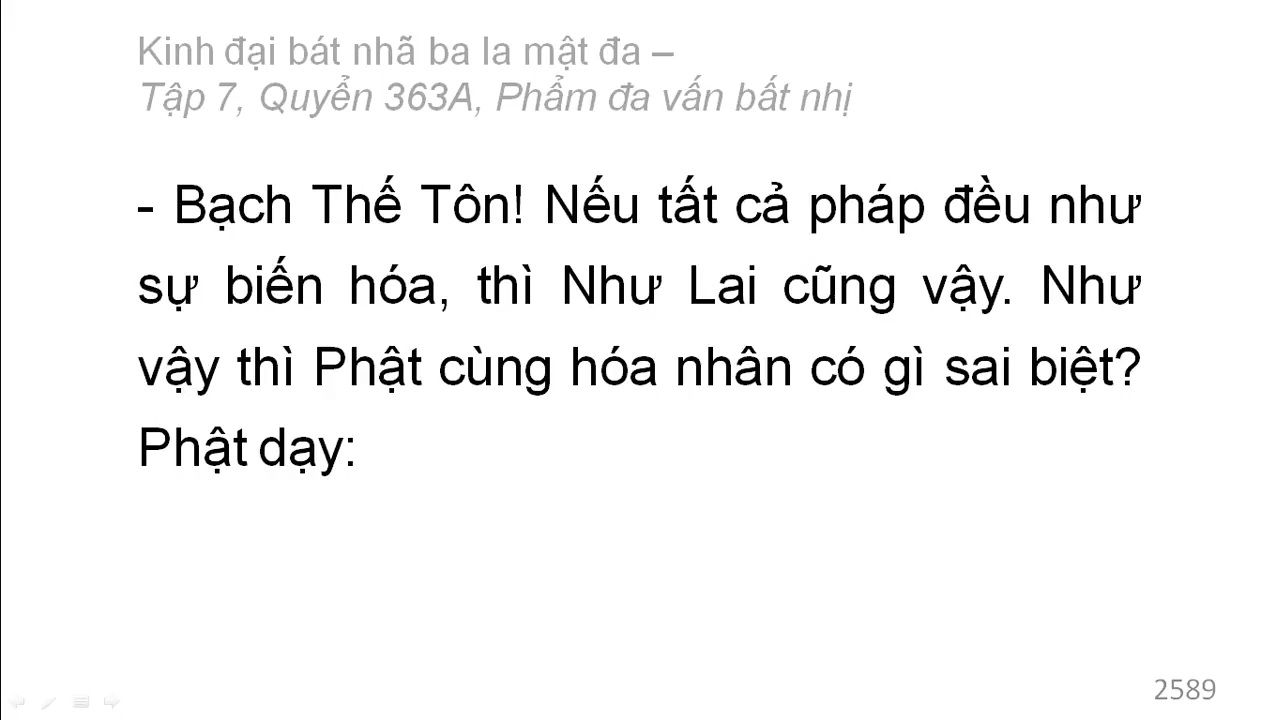 Kinh đại bát nhã ba la mật đa –
Tập 7, Quyển 363A, Phẩm đa vấn bất nhị
- Bạch Thế Tôn! Nếu tất cả pháp đều như
sự biến hóa, thì Như Lai cũng vậy. Như
vậy thì Phật cùng hóa nhân có gì sai biệt?
Phật dạy:
2589